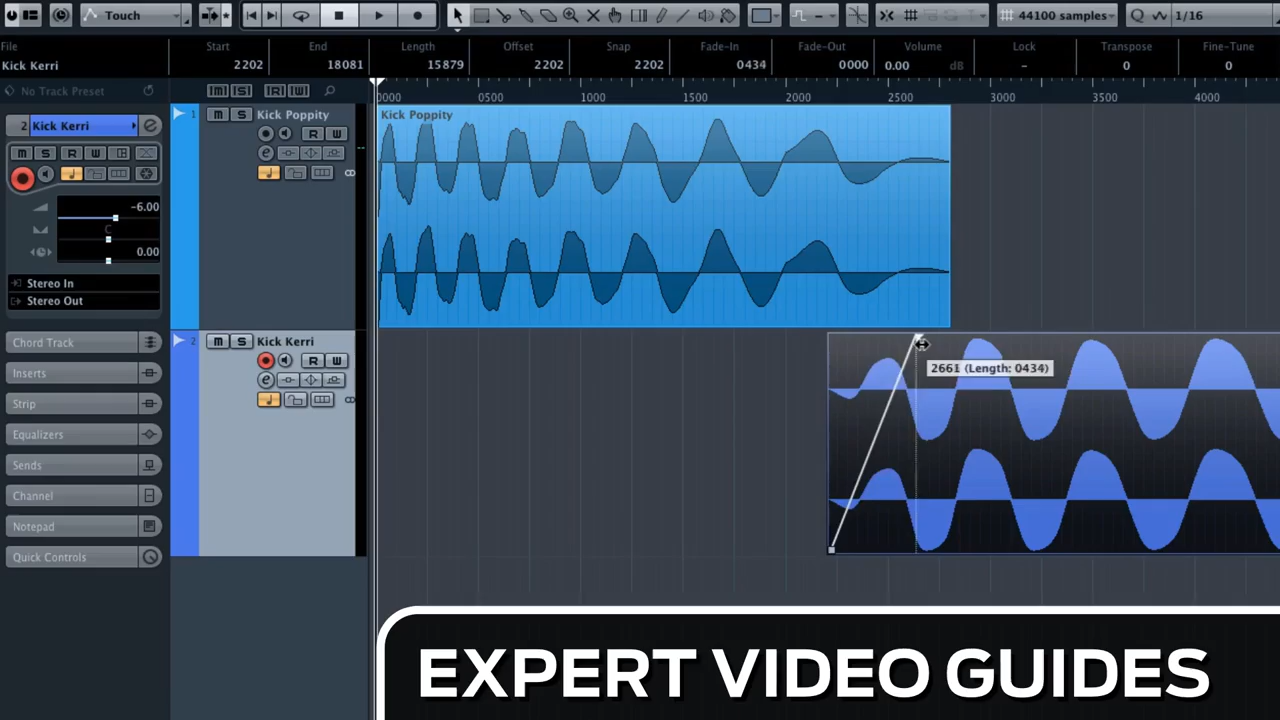 Touch
44100 samples
1/16
File
Start
End
Length
Offset
Snap
Fade-In
Fade-Out
Volume
Lock
Transpose
Fine-Tune
Kick Kerri
2202
18081
15879
2202
2202
0434
0000
0.00
dB
-
0
0
No Track Preset
M S R W
0000
0500
1000
1500
2000
2500
3000
3500
4000
2 Kick Kerri
M S R W
-6.00
C
0.00
Stereo In
Stereo Out
Chord Track
Inserts
Strip
Equalizers
Sends
Channel
Notepad
Quick Controls
1
M S Kick Poppity
R W
e
Kick Poppity
2
M S Kick Kerri
R W
e
2661 (Length: 0434)
EXPERT VIDEO GUIDES